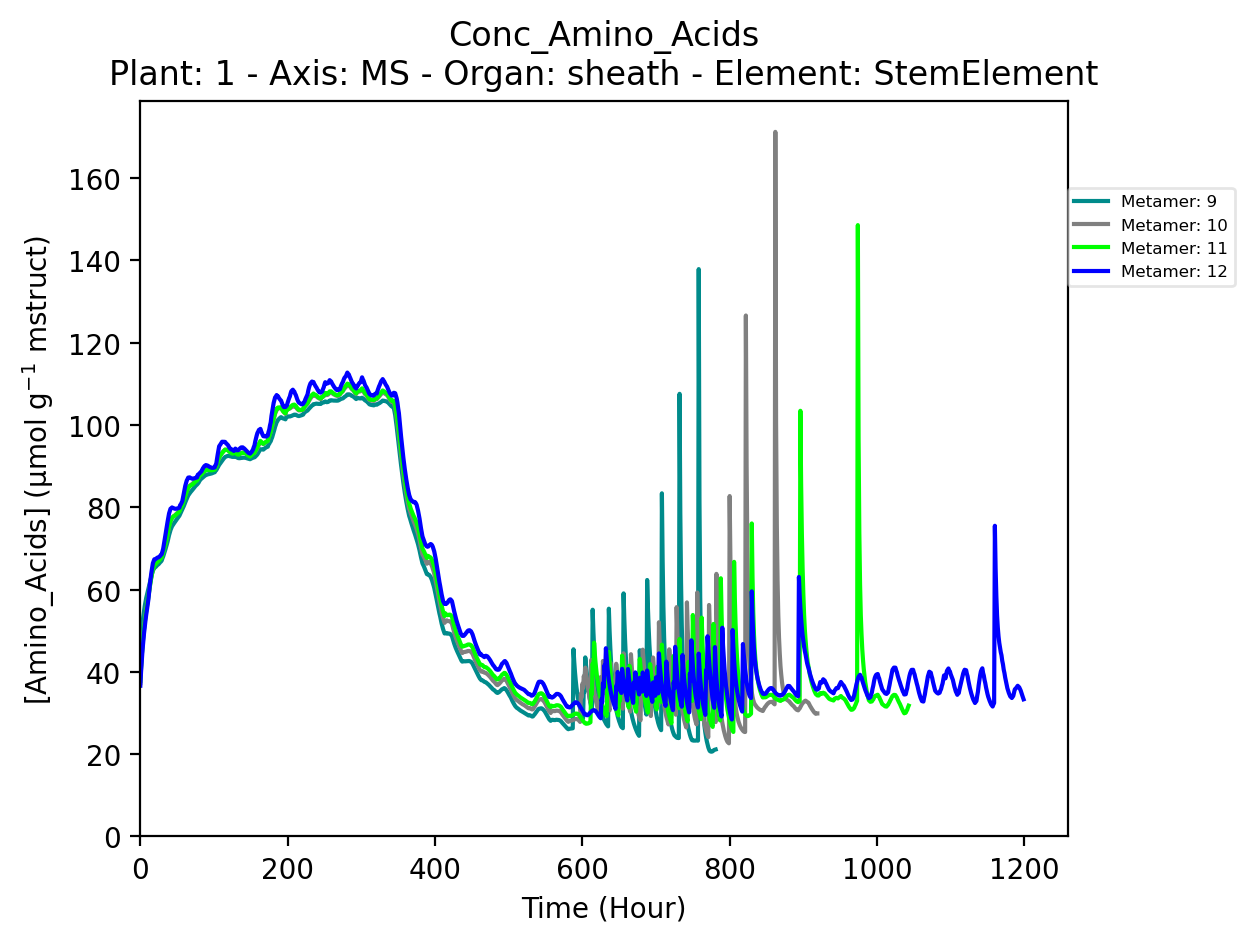 Conc_Amino_Acids
Plant: 1 - Axis: MS - Organ: sheath - Element: StemElement
[Amino_Acids] (µmol g⁻¹ mstruct)
160
140
120
100
80
60
40
20
0
0 200 400 600 800 1000 1200
Time (Hour)
Metamer: 9
Metamer: 10
Metamer: 11
Metamer: 12